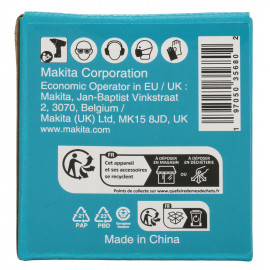 Makita Corporation
Economic Operator in EU / UK :
Makita, Jan-Baptist Vinkstraat
2, 3070, Belgium /
Makita (UK) Ltd, MK15 8JD, UK
www.makita.com
FR
Cet appareil
et ses accessoires
se recyclent
À DÉPOSER
EN MAGASIN
À DÉPOSER
EN DÉCHÈTERIE
OU
Points de collecte sur www.quefairedemesdechets.fr
21
PAP
23
PBD
FR
Made in China